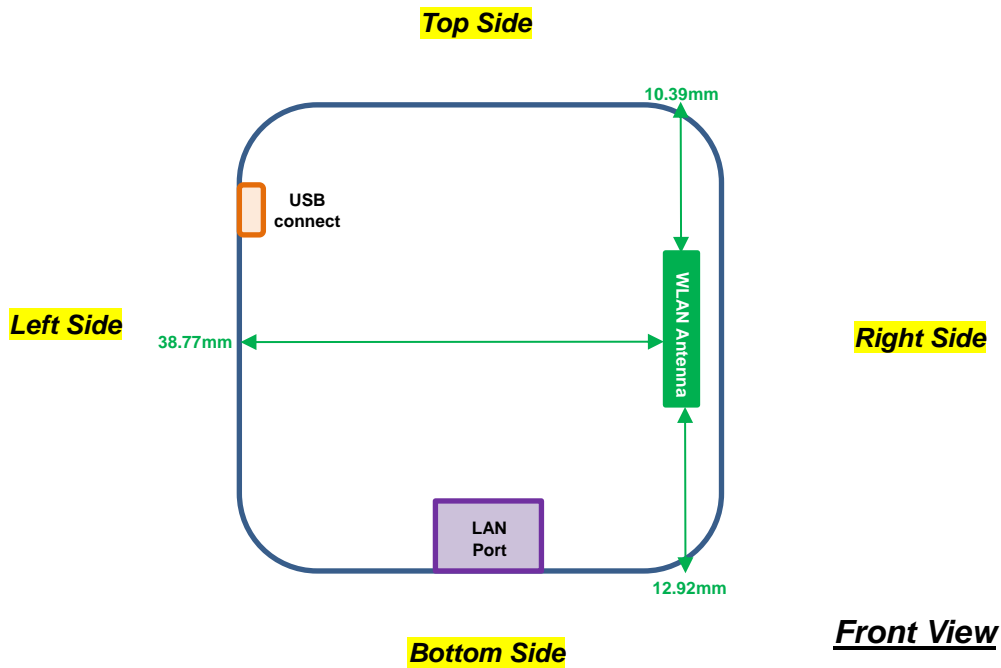 Top Side
10.39mm
USB
connect
WLAN Antenna
Left Side
38.77mm
Right Side
LAN
Port
12.92mm
Front View
Bottom Side